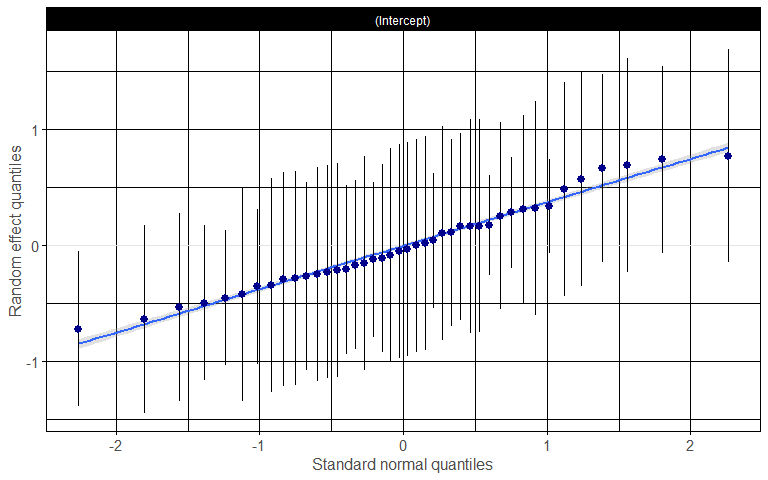 (Intercept)
Random effect quantiles
1
0
-1
-2
-1
0
1
2
Standard normal quantiles